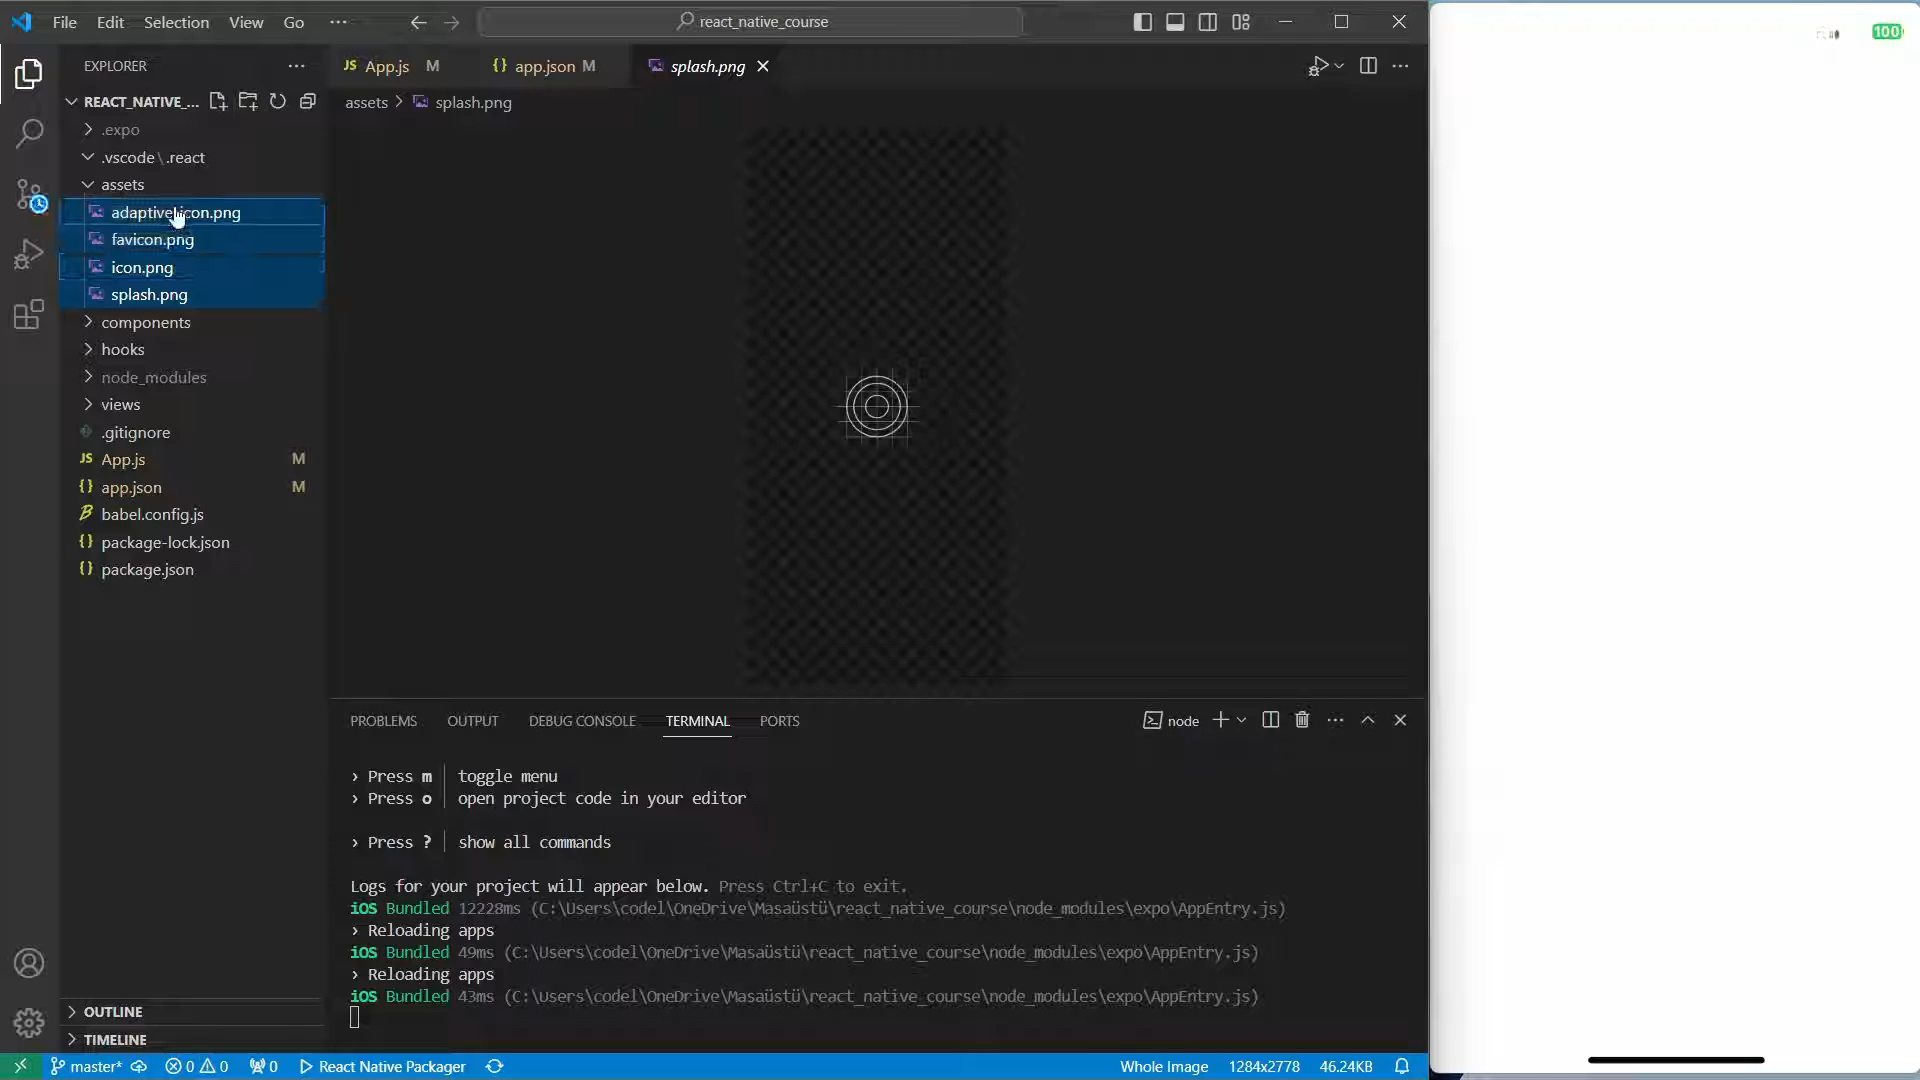 File Edit Selection View Go ··· react_native_course
100
EXPLORER ···
App.js M
app.json M
splash.png
REACT_NATIVE_...
assets > splash.png
.expo
.vscode \ .react
assets
adaptive-icon.png
favicon.png
icon.png
splash.png
components
hooks
node_modules
views
.gitignore
JS App.js M
{} app.json M
babel.config.js
{} package-lock.json
{} package.json
PROBLEMS OUTPUT DEBUG CONSOLE TERMINAL PORTS node
› Press m │ toggle menu
› Press o │ open project code in your editor
› Press ? │ show all commands
Logs for your project will appear below. Press Ctrl+C to exit.
iOS Bundled 12228ms (C:\Users\codel\OneDrive\Masaüstü\react_native_course\node_modules\expo\AppEntry.js)
› Reloading apps
iOS Bundled 49ms (C:\Users\codel\OneDrive\Masaüstü\react_native_course\node_modules\expo\AppEntry.js)
› Reloading apps
iOS Bundled 43ms (C:\Users\codel\OneDrive\Masaüstü\react_native_course\node_modules\expo\AppEntry.js)
OUTLINE
TIMELINE
master* 0 0 0 React Native Packager Whole Image 1284x2778 46.24KB